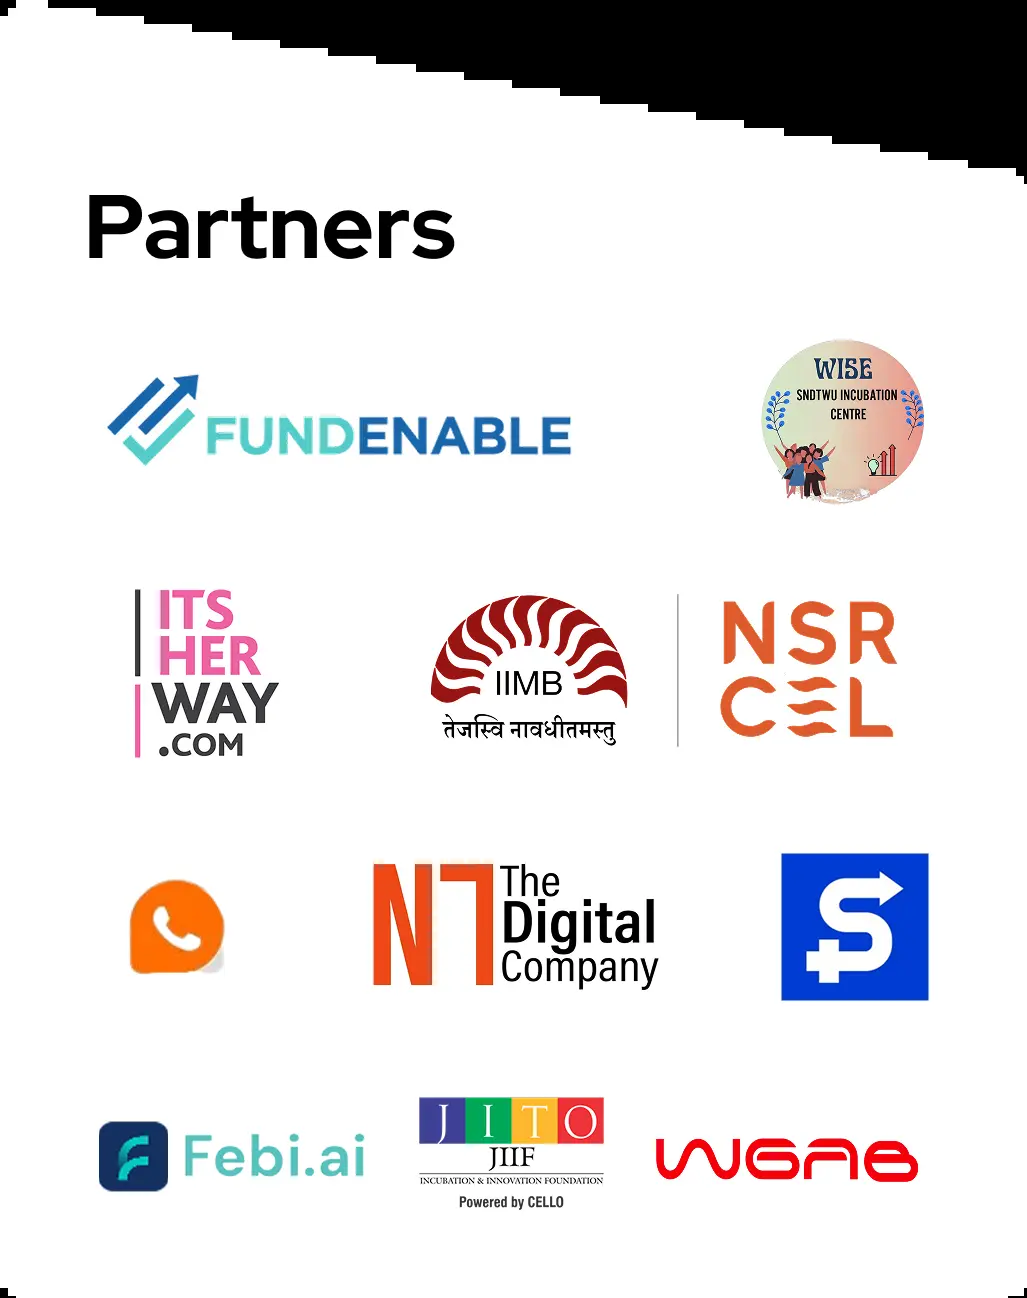 Partners
FUNDENABLE
WISE
SNDTWU INCUBATION
CENTRE
ITS
HER
WAY
.COM
IIMB
तेजस्वि नावधीतमस्तु
NSR
CEL
NT
The
Digital
Company
S
Febi.ai
JITO
JIIF
INCUBATION & INNOVATION FOUNDATION
Powered by CELLO
WGAB